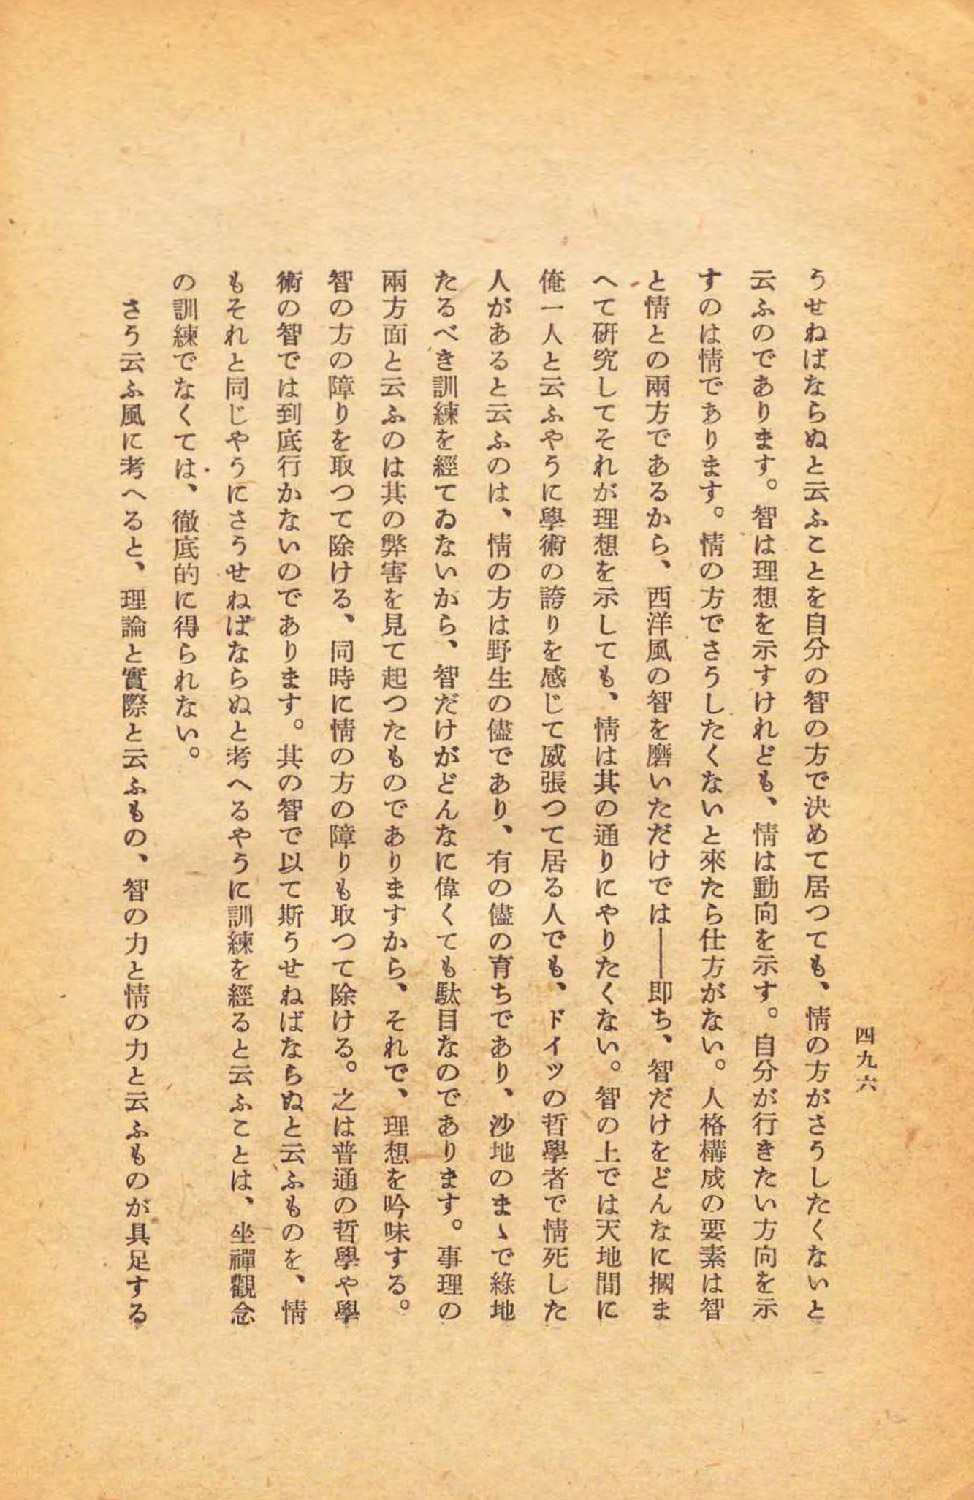 四九六
うせねばならぬと云ふことを自分の智の方で決めて居つても、情の方がさうしたくないと
云ふのであります。智は理想を示すけれども、情は動向を示す。自分が行きたい方向を示
すのは情であります。情の方でさうしたくないと來たら仕方がない。人格構成の要素は智
と情との兩方であるから、西洋風の智を磨いただけでは――卽ち、智だけをどんなに摑ま
へて硏究してそれが理想を示しても、情は其の通りにやりたくない。智の上では天地間に
俺一人と云ふやうに學術の誇りを感じて威張つて居る人でも、ドイツの哲學者で情死した
人があると云ふのは、情の方は野生の儘であり、有の儘の育ちであり、沙地のまゝで綠地
たるべき訓練を經てゐないから、智だけがどんなに偉くても駄目なのであります。事理の
兩方面と云ふのは其の弊害を見て起つたものでありますから、それで、理想を吟味する。
智の方の障りを取つて除ける、同時に情の方の障りも取つて除ける。之は普通の哲學や學
術の智では到底行かないのであります。其の智で以て斯うせねばならぬと云ふものを、情
もそれと同じやうにさうせねばならぬと考へるやうに訓練を經ると云ふことは、坐禪觀念
の訓練でなくては、徹底的に得られない。
さう云ふ風に考へると、理論と實際と云ふもの、智の力と情の力と云ふものが具足する